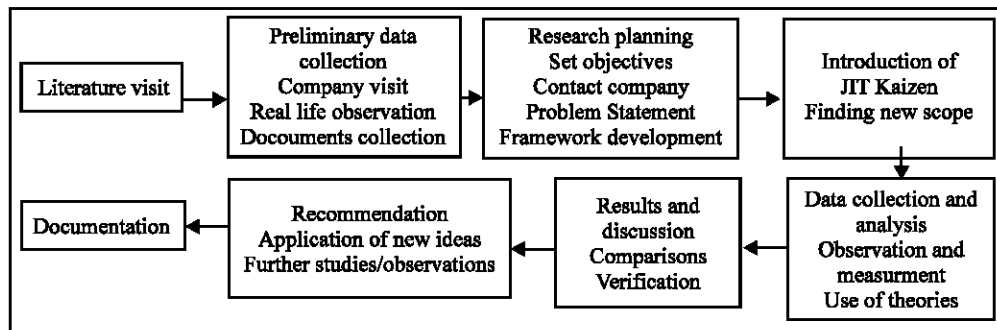 Literature visit
Preliminary data
collection
Company visit
Real life observation
Docouments collection
Research planning
Set objectives
Contact company
Problem Statement
Framework development
Introduction of
JIT Kaizen
Finding new scope
Data collection and
analysis
Observation and
measurment
Use of theories
Results and
discussion
Comparisons
Verification
Recommendation
Application of new ideas
Further studies/observations
Documentation